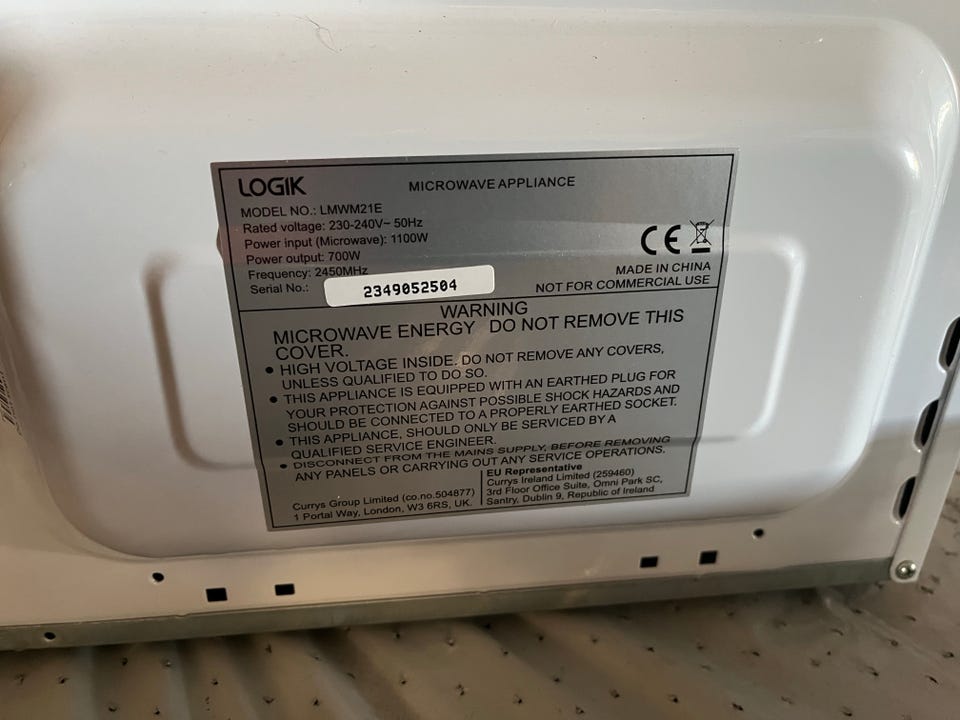 LOGIK
MICROWAVE APPLIANCE
MODEL NO.: LMWM21E
Rated voltage: 230-240V~ 50Hz
Power input (Microwave): 1100W
Power output: 700W
Frequency: 2450MHz
Serial No.: 2349052504
CE
MADE IN CHINA
NOT FOR COMMERCIAL USE
WARNING
MICROWAVE ENERGY DO NOT REMOVE THIS
COVER.
• HIGH VOLTAGE INSIDE. DO NOT REMOVE ANY COVERS,
UNLESS QUALIFIED TO DO SO.
• THIS APPLIANCE IS EQUIPPED WITH AN EARTHED PLUG FOR
YOUR PROTECTION AGAINST POSSIBLE SHOCK HAZARDS AND
SHOULD BE CONNECTED TO A PROPERLY EARTHED SOCKET.
• THIS APPLIANCE, SHOULD ONLY BE SERVICED BY A
QUALIFIED SERVICE ENGINEER.
• DISCONNECT FROM THE MAINS SUPPLY, BEFORE REMOVING
ANY PANELS OR CARRYING OUT ANY SERVICE OPERATIONS.
Currys Group Limited (co.no.504877)
1 Portal Way, London, W3 6RS, UK.
EU Representative
Currys Ireland Limited (259460)
3rd Floor Office Suite, Omni Park SC,
Santry, Dublin 9, Republic of Ireland